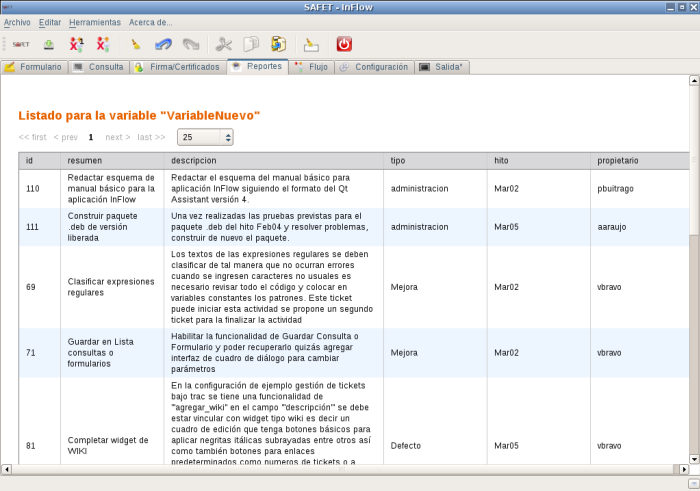 SAFET - InFlow
Archivo Editar Herramientas Acerca de...
SAFET
Formulario Consulta Firma/Certificados Reportes Flujo Configuración Salida*
Listado para la variable "VariableNuevo"
<< first < prev 1 next > last >> 25
id resumen descripcion tipo hito propietario
110
Redactar esquema de
manual básico para la
aplicación InFlow
Redactar el esquema del manual básico para
aplicación InFlow siguiendo el formato del Qt
Assistant versión 4.
administracion
Mar02
pbuitrago
111
Construir paquete
.deb de versión
liberada
Una vez realizadas las pruebas previstas para el
paquete .deb del hito Feb04 y resolver problemas,
construir de nuevo el paquete.
administracion
Mar05
aaraujo
69
Clasificar expresiones
regulares
Los textos de las expresiones regulares se deben
clasificar de tal manera que no ocurran errores
cuando se ingresen caracteres no usuales es
necesario revisar todo el código y colocar en
variables constantes los patrones. Este ticket
puede iniciar esta actividad se propone un segundo
ticket para la finalizar la actividad
Mejora
Mar02
vbravo
71
Guardar en Lista
consultas o
formularios
Habilitar la funcionalidad de Guardar Consulta o
Formulario y poder recuperarlo quizás agregar
interfaz de cuadro de diálogo para cambiar
parámetros
Mejora
Mar02
vbravo
81
Completar widget de
WIKI
En la configuración de ejemplo gestión de tickets
bajo trac se tiene una funcionalidad de
"'agregar_wiki" en el campo "'descripción'" se debe
estar vincular con widget tipo wiki es decir un
cuadro de edición que tenga botones básicos para
aplicar negritas itálicas subrayadas entre otros así
como también botones para enlaces
predeterminados como numeros de tickets o a
Defecto
Mar05
vbravo